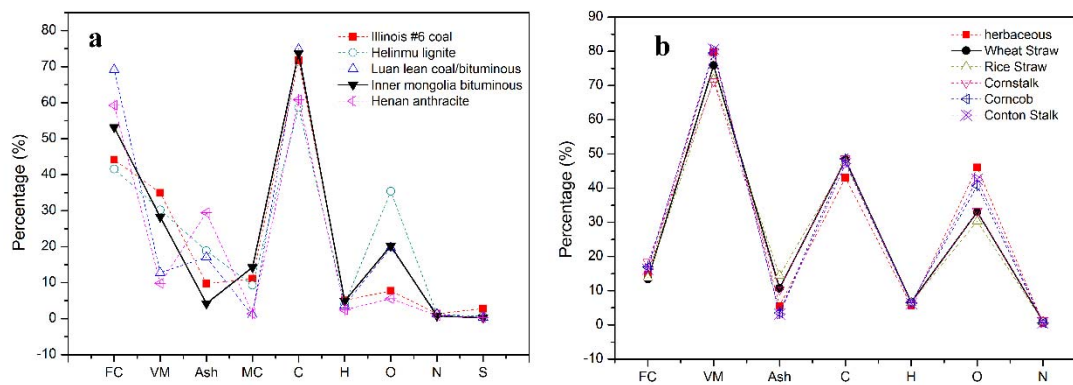 a
Illinois #6 coal
Helinmu lignite
Luan lean coal/bituminous
Inner mongolia bituminous
Henan anthracite
Percentage (%)
80
70
60
50
40
30
20
10
0
-10
FC VM Ash MC C H O N S
b
herbaceous
Wheat Straw
Rice Straw
Cornstalk
Corncob
Conton Stalk
Percentage (%)
90
80
70
60
50
40
30
20
10
0
-10
FC VM Ash C H O N